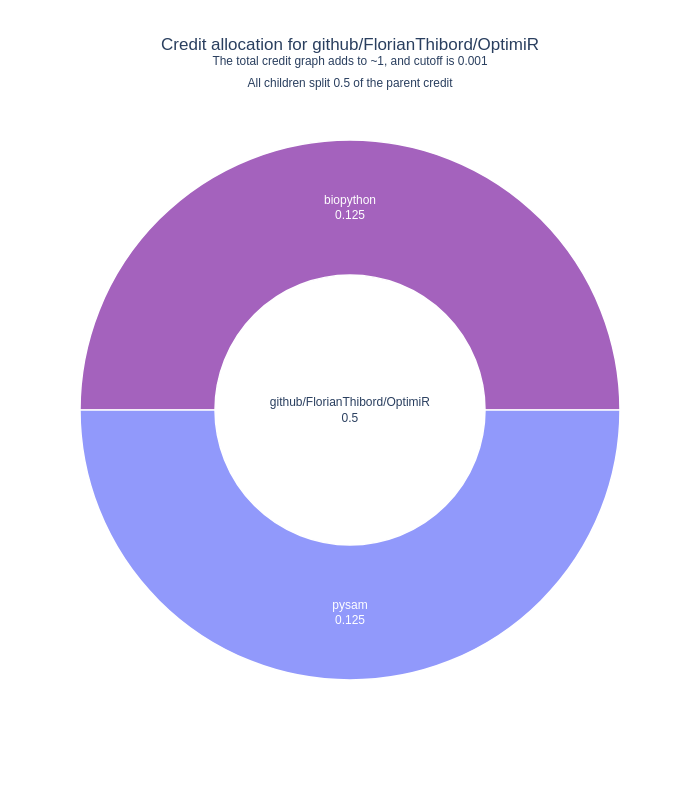 Credit allocation for github/FlorianThibord/OptimiR
The total credit graph adds to ~1, and cutoff is 0.001
All children split 0.5 of the parent credit
biopython
0.125
github/FlorianThibord/OptimiR
0.5
pysam
0.125